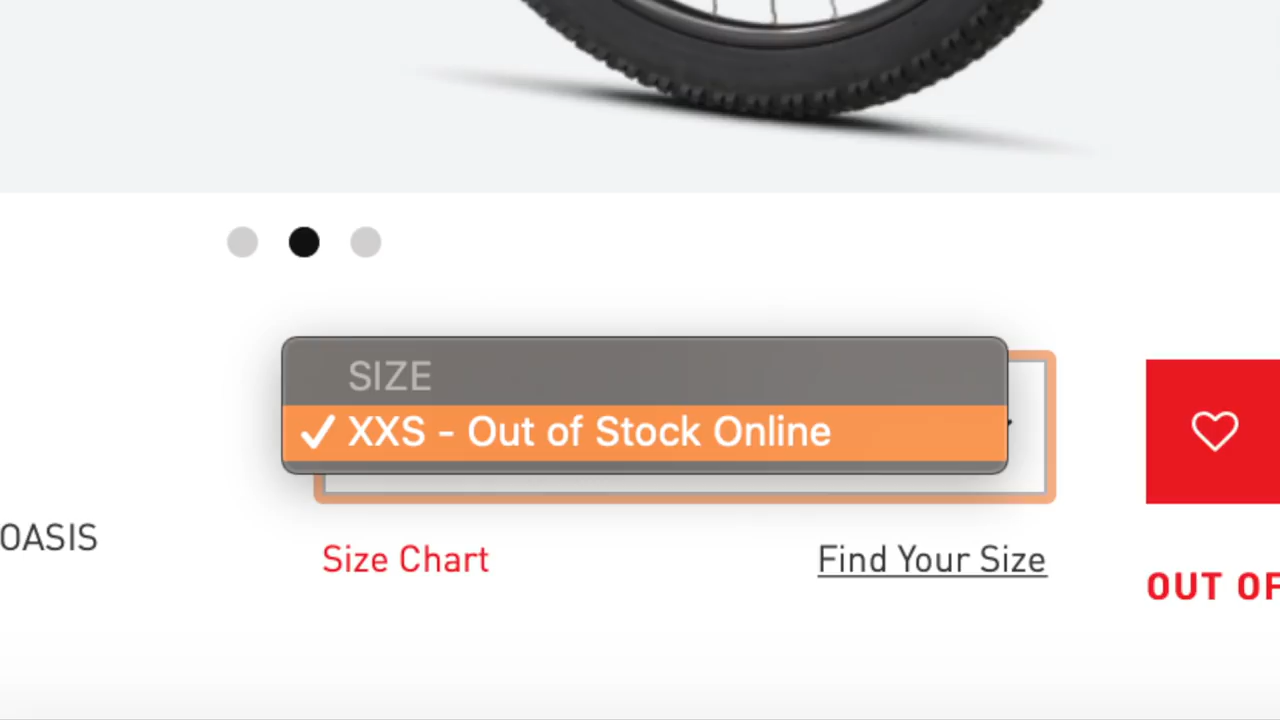 SIZE
✓ XXS - Out of Stock Online
OASIS
Size Chart
Find Your Size
OUT OF